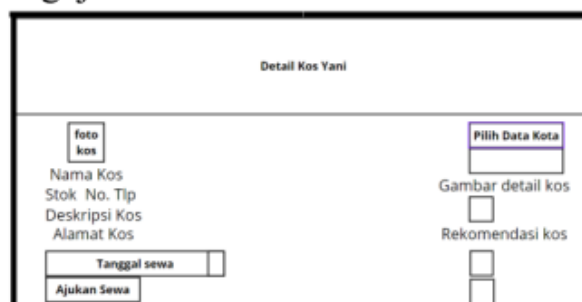 Detail Kos Yani
foto
kos
Nama Kos
Stok No. Tlp
Deskripsi Kos
Alamat Kos
Tanggal sewa
Ajukan Sewa
Pilih Data Kota
Gambar detail kos
Rekomendasi kos